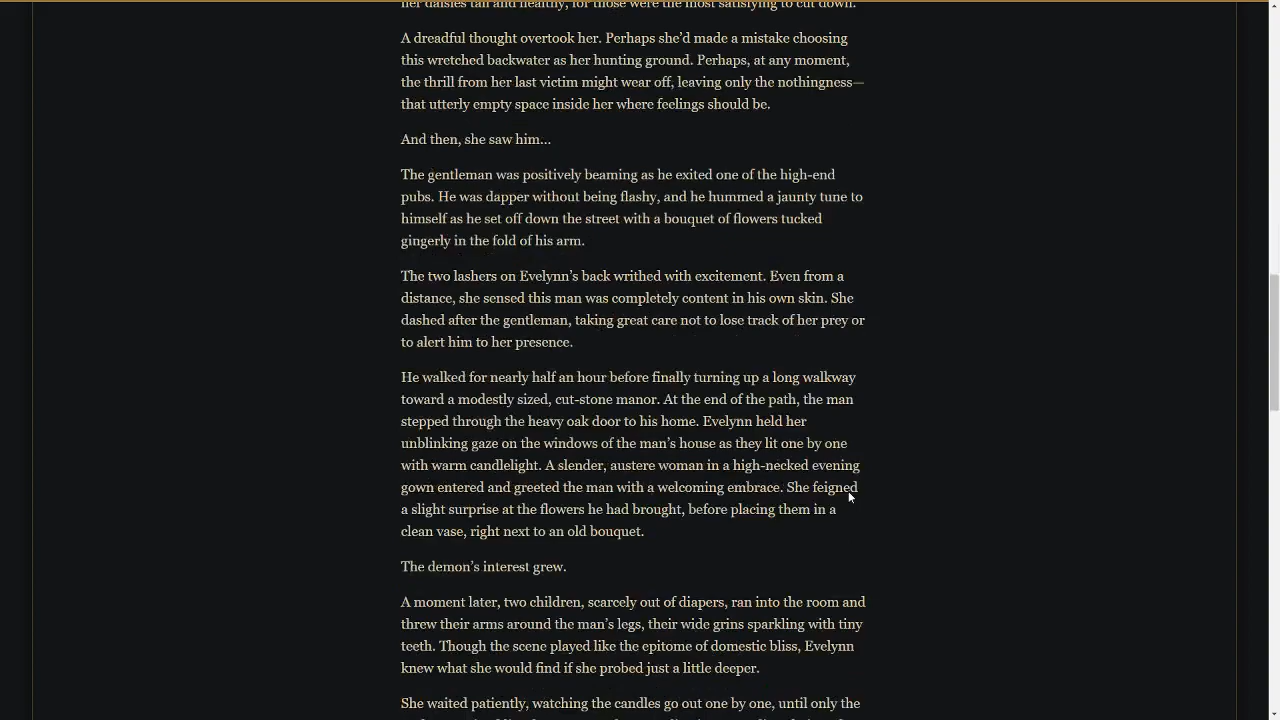 her daisies tall and healthy, for those were the most satisfying to cut down.
A dreadful thought overtook her. Perhaps she’d made a mistake choosing
this wretched backwater as her hunting ground. Perhaps, at any moment,
the thrill from her last victim might wear off, leaving only the nothingness—
that utterly empty space inside her where feelings should be.
And then, she saw him…
The gentleman was positively beaming as he exited one of the high-end
pubs. He was dapper without being flashy, and he hummed a jaunty tune to
himself as he set off down the street with a bouquet of flowers tucked
gingerly in the fold of his arm.
The two lashers on Evelynn’s back writhed with excitement. Even from a
distance, she sensed this man was completely content in his own skin. She
dashed after the gentleman, taking great care not to lose track of her prey or
to alert him to her presence.
He walked for nearly half an hour before finally turning up a long walkway
toward a modestly sized, cut-stone manor. At the end of the path, the man
stepped through the heavy oak door to his home. Evelynn held her
unblinking gaze on the windows of the man’s house as they lit one by one
with warm candlelight. A slender, austere woman in a high-necked evening
gown entered and greeted the man with a welcoming embrace. She feigned
a slight surprise at the flowers he had brought, before placing them in a
clean vase, right next to an old bouquet.
The demon’s interest grew.
A moment later, two children, scarcely out of diapers, ran into the room and
threw their arms around the man’s legs, their wide grins sparkling with tiny
teeth. Though the scene played like the epitome of domestic bliss, Evelynn
knew what she would find if she probed just a little deeper.
She waited patiently, watching the candles go out one by one, until only the